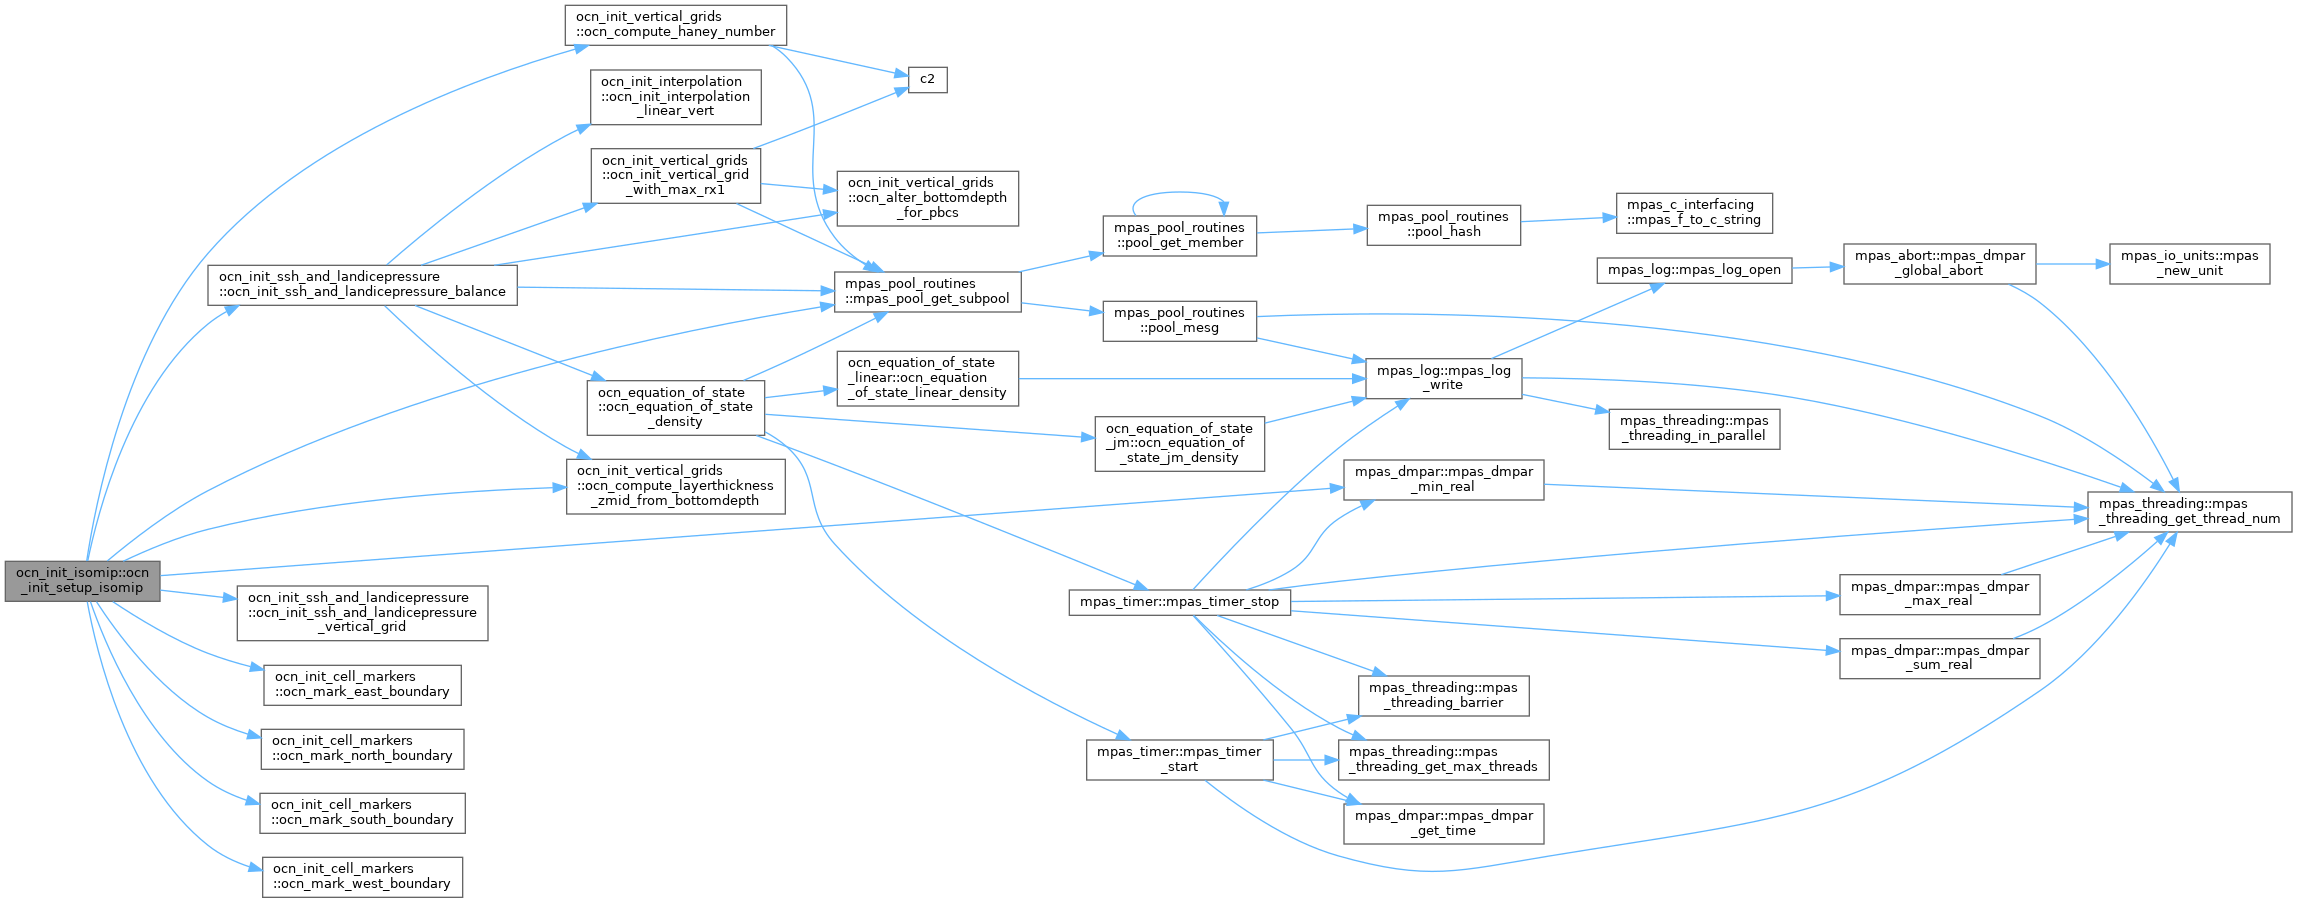 ocn_init_isomip::ocn
_init_setup_isomip
ocn_init_vertical_grids
::ocn_compute_haney_number
c2
ocn_init_interpolation
::ocn_init_interpolation
_linear_vert
ocn_init_vertical_grids
::ocn_init_vertical_grid
_with_max_rx1
ocn_init_vertical_grids
::ocn_alter_bottomdepth
_for_pbcs
ocn_init_ssh_and_landicepressure
::ocn_init_ssh_and_landicepressure_balance
mpas_pool_routines
::mpas_pool_get_subpool
mpas_pool_routines
::pool_get_member
mpas_pool_routines
::pool_hash
mpas_c_interfacing
::mpas_f_to_c_string
mpas_pool_routines
::pool_mesg
mpas_log::mpas_log_open
mpas_abort::mpas_dmpar
_global_abort
mpas_io_units::mpas
_new_unit
ocn_equation_of_state
::ocn_equation_of_state
_density
ocn_equation_of_state
_linear::ocn_equation
_of_state_linear_density
ocn_equation_of_state
_jm::ocn_equation_of
_state_jm_density
mpas_log::mpas_log
_write
mpas_threading::mpas
_threading_in_parallel
ocn_init_vertical_grids
::ocn_compute_layerthickness
_zmid_from_bottomdepth
mpas_dmpar::mpas_dmpar
_min_real
mpas_threading::mpas
_threading_get_thread_num
mpas_timer::mpas_timer_stop
mpas_dmpar::mpas_dmpar
_max_real
mpas_dmpar::mpas_dmpar
_sum_real
mpas_threading::mpas
_threading_barrier
mpas_timer::mpas_timer
_start
mpas_threading::mpas
_threading_get_max_threads
mpas_dmpar::mpas_dmpar
_get_time
ocn_init_ssh_and_landicepressure
::ocn_init_ssh_and_landicepressure
_vertical_grid
ocn_init_cell_markers
::ocn_mark_east_boundary
ocn_init_cell_markers
::ocn_mark_north_boundary
ocn_init_cell_markers
::ocn_mark_south_boundary
ocn_init_cell_markers
::ocn_mark_west_boundary